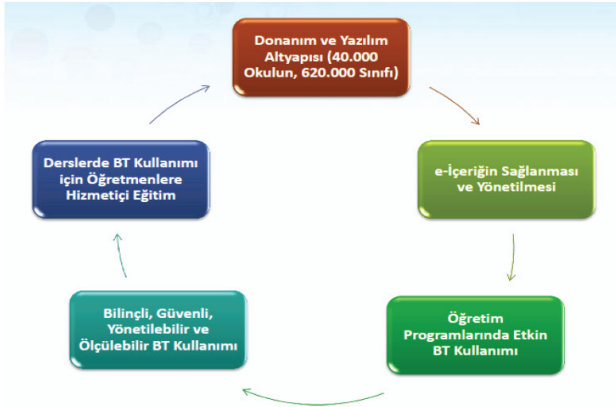 Donanım ve Yazılım
Altyapısı (40.000
Okulun, 620.000 Sınıfı)
e-İçeriğin Sağlanması
ve Yönetilmesi
Öğretim
Programlarında Etkin
BT Kullanımı
Bilinçli, Güvenli,
Yönetilebilir ve
Ölçülebilir BT Kullanımı
Derslerde BT Kullanımı
için Öğretmenlere
Hizmetiçi Eğitim